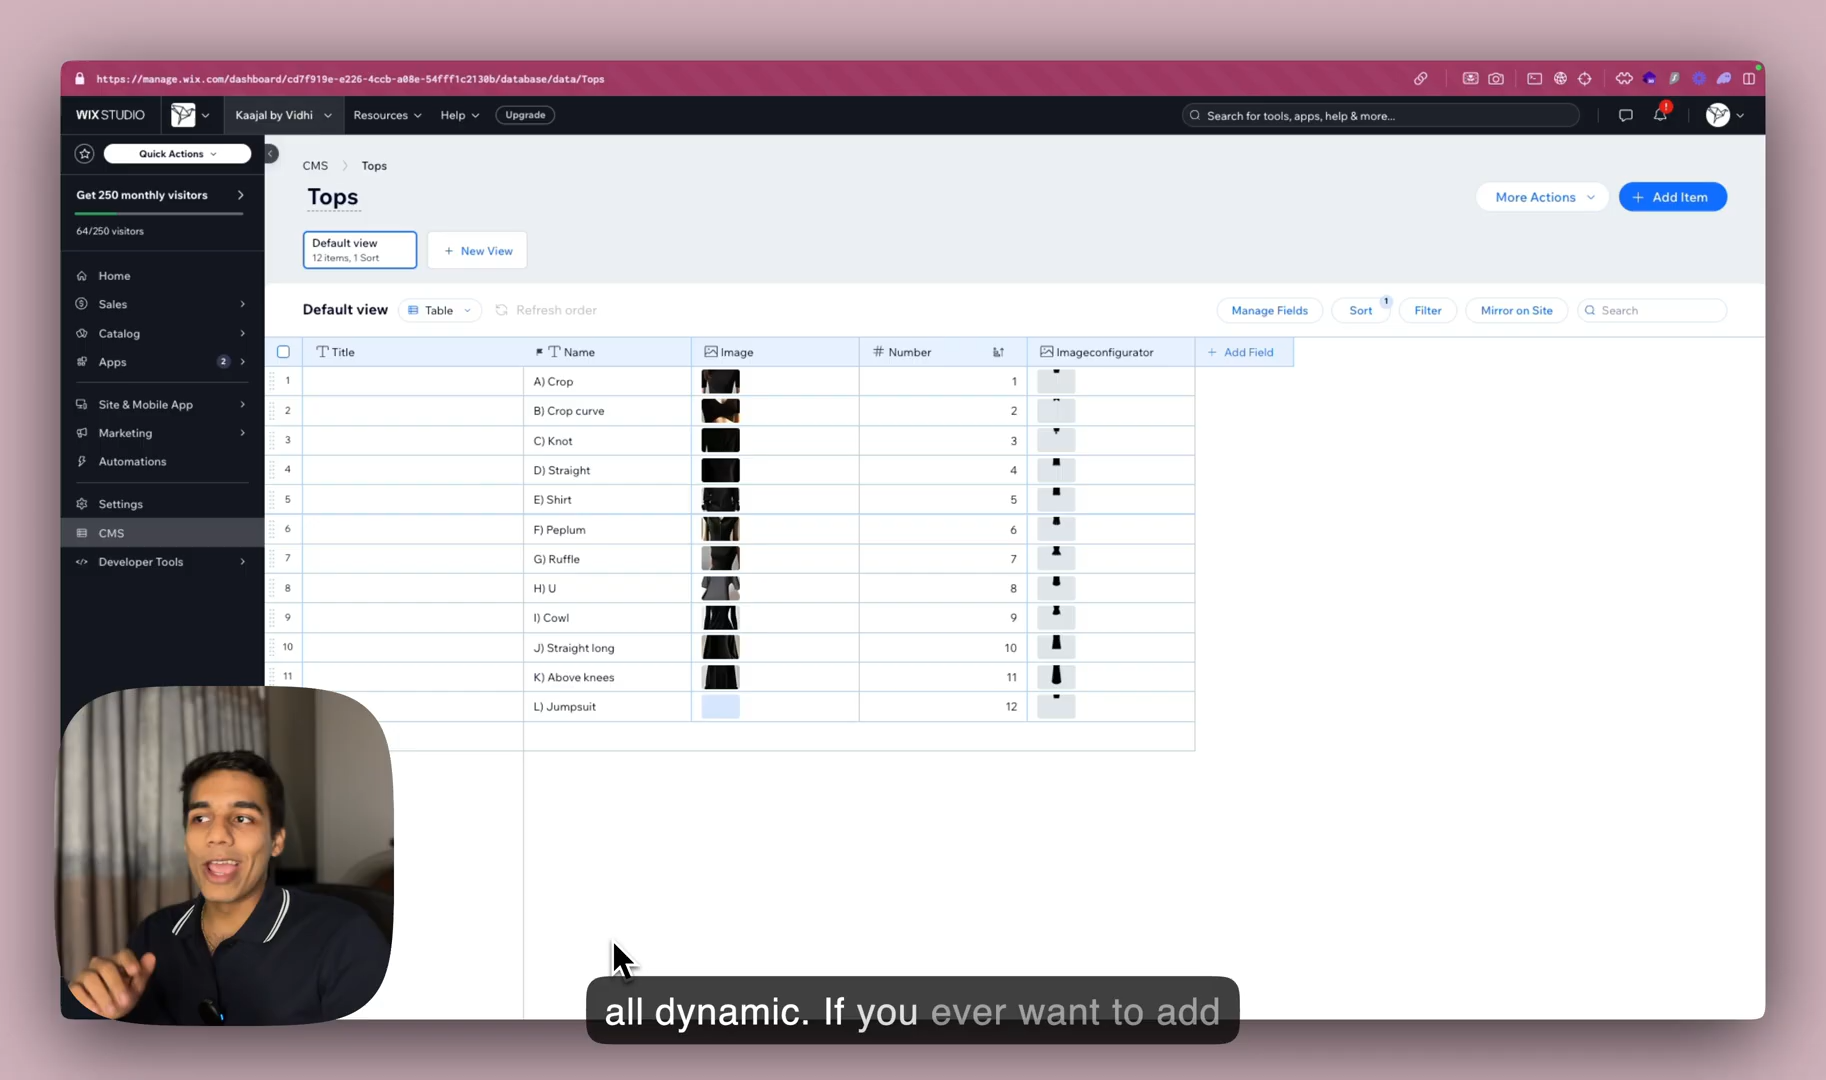 https://manage.wix.com/dashboard/cd7f919e-e226-4ccb-a08e-54fff1c2130b/database/data/Tops
WIX STUDIO
Kaajal by Vidhi
Resources
Help
Upgrade
Search for tools, apps, help & more...
Quick Actions
Get 250 monthly visitors
64/250 visitors
Home
Sales
Catalog
Apps 2
Site & Mobile App
Marketing
Automations
Settings
CMS
Developer Tools
CMS Tops
Tops
More Actions
+ Add Item
Default view
12 items, 1 Sort
+ New View
Default view
Table
Refresh order
Manage Fields
Sort 1
Filter
Mirror on Site
Search
Title Name Image # Number Imageconfigurator + Add Field
1 A) Crop 1
2 B) Crop curve 2
3 C) Knot 3
4 D) Straight 4
5 E) Shirt 5
6 F) Peplum 6
7 G) Ruffle 7
8 H) U 8
9 I) Cowl 9
10 J) Straight long 10
11 K) Above knees 11
L) Jumpsuit 12
all dynamic. If you ever want to add